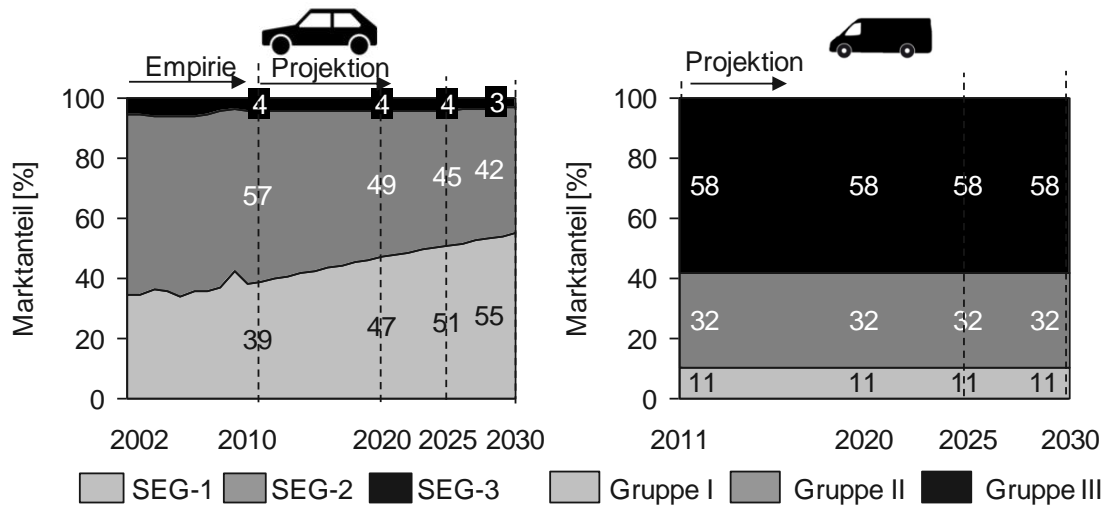 Empirie Projektion
Marktanteil [%]
100
80
60
40
20
0
4 4 4 3
57 49 45 42
39 47 51 55
2002 2010 2020 2025 2030
SEG-1 SEG-2 SEG-3
Projektion
Marktanteil [%]
100
80
60
40
20
0
58 58 58 58
32 32 32 32
11 11 11 11
2011 2020 2025 2030
Gruppe I Gruppe II Gruppe III